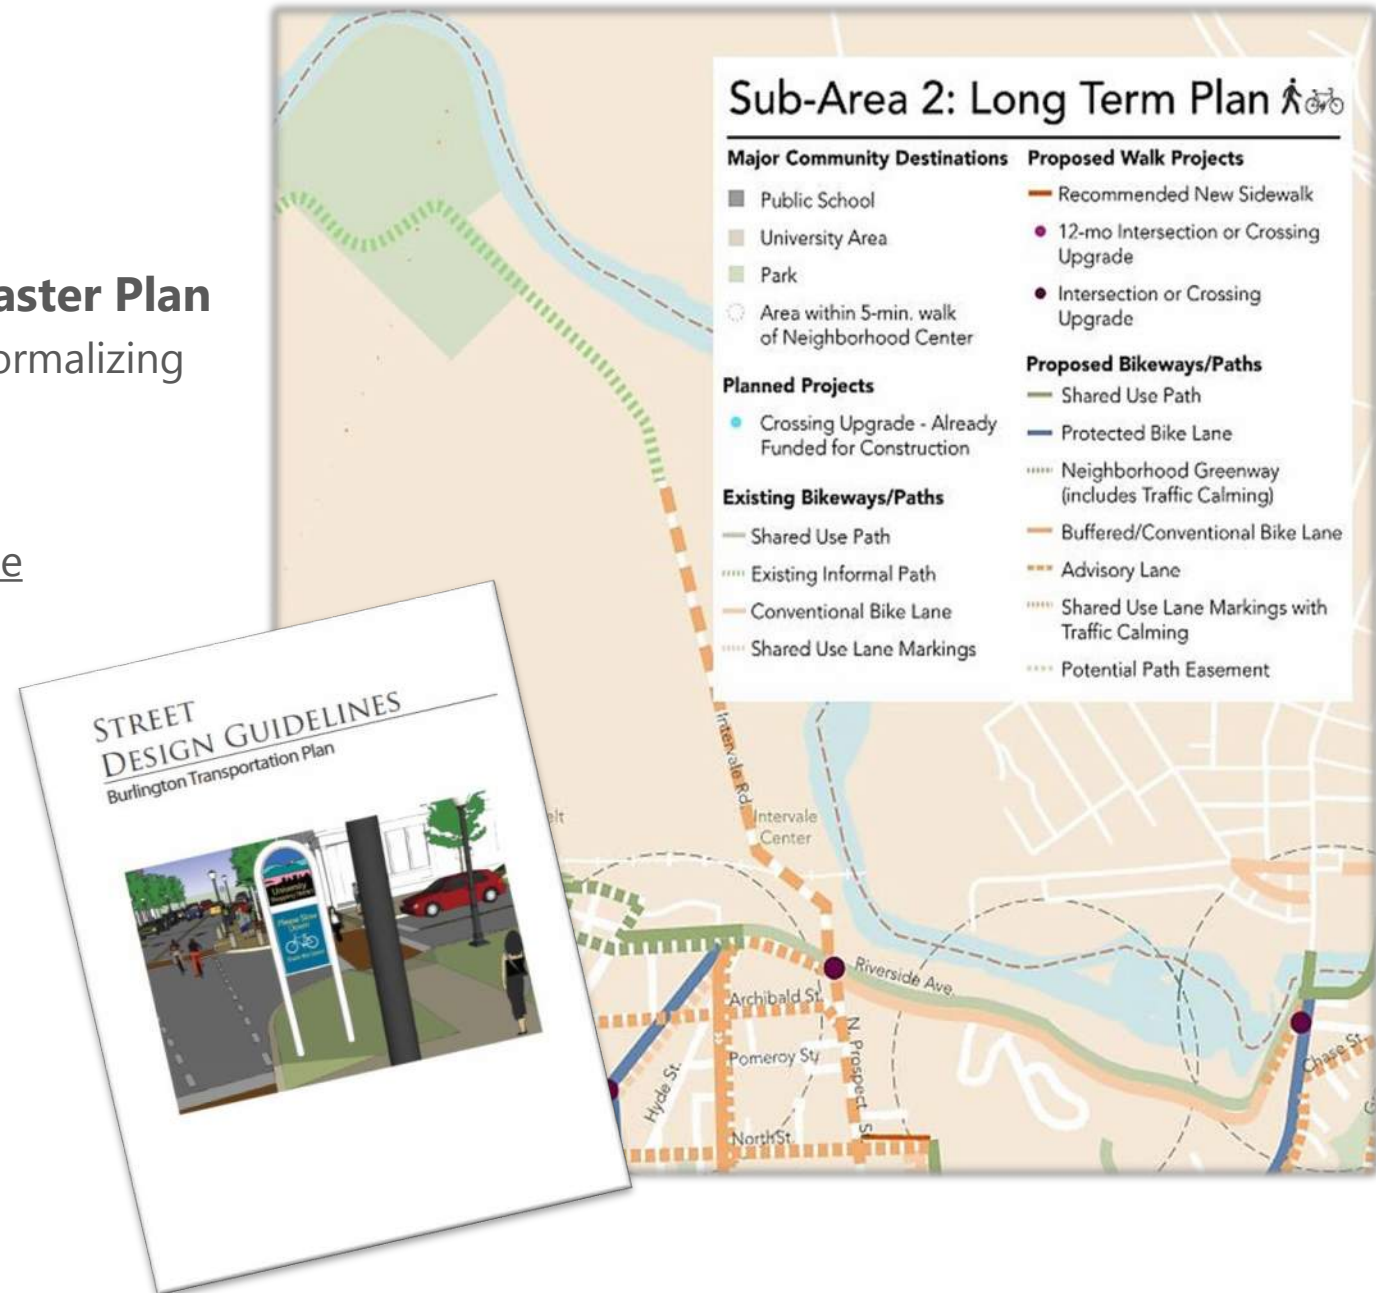 aster Plan
ormalizing
e
Sub-Area 2: Long Term Plan
Major Community Destinations
Public School
University Area
Park
Area within 5-min. walk
of Neighborhood Center
Planned Projects
Crossing Upgrade - Already
Funded for Construction
Existing Bikeways/Paths
Shared Use Path
Existing Informal Path
Conventional Bike Lane
Shared Use Lane Markings
Proposed Walk Projects
Recommended New Sidewalk
12-mo Intersection or Crossing
Upgrade
Intersection or Crossing
Upgrade
Proposed Bikeways/Paths
Shared Use Path
Protected Bike Lane
Neighborhood Greenway
(includes Traffic Calming)
Buffered/Conventional Bike Lane
Advisory Lane
Shared Use Lane Markings with
Traffic Calming
Potential Path Easement
STREET
DESIGN GUIDELINES
Burlington Transportation Plan
University
Please Slow
Down
Intervale Rd.
elt
Intervale
Center
Riverside Ave.
Archibald St.
Pomeroy St.
Hyde St.
N. Prospect S
North St.
Chase St.
G